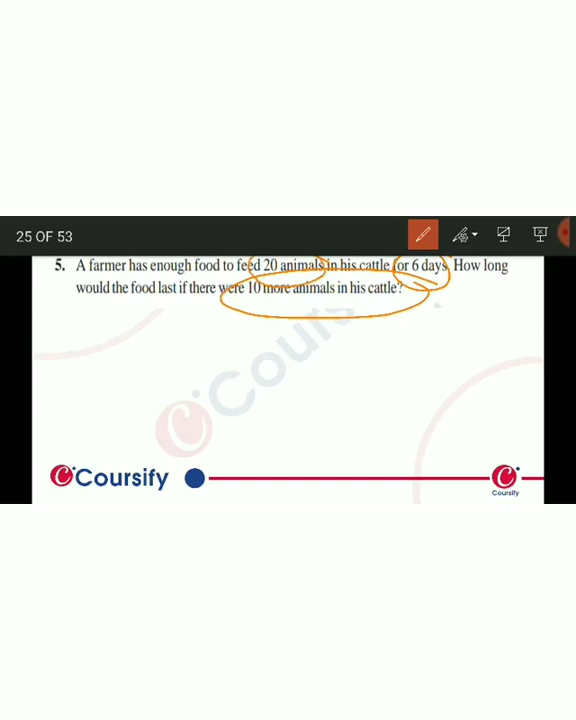 25 OF 53
5. A farmer has enough food to feed 20 animals in his cattle for 6 days. How long
would the food last if there were 10 more animals in his cattle?
Cours
Coursify
Coursify